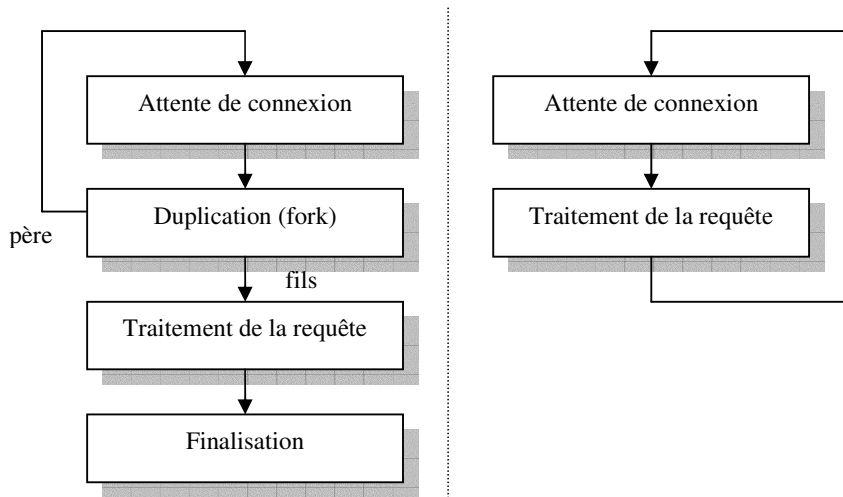 Attente de connexion
Duplication (fork)
père
fils
Traitement de la requête
Finalisation
Attente de connexion
Traitement de la requête